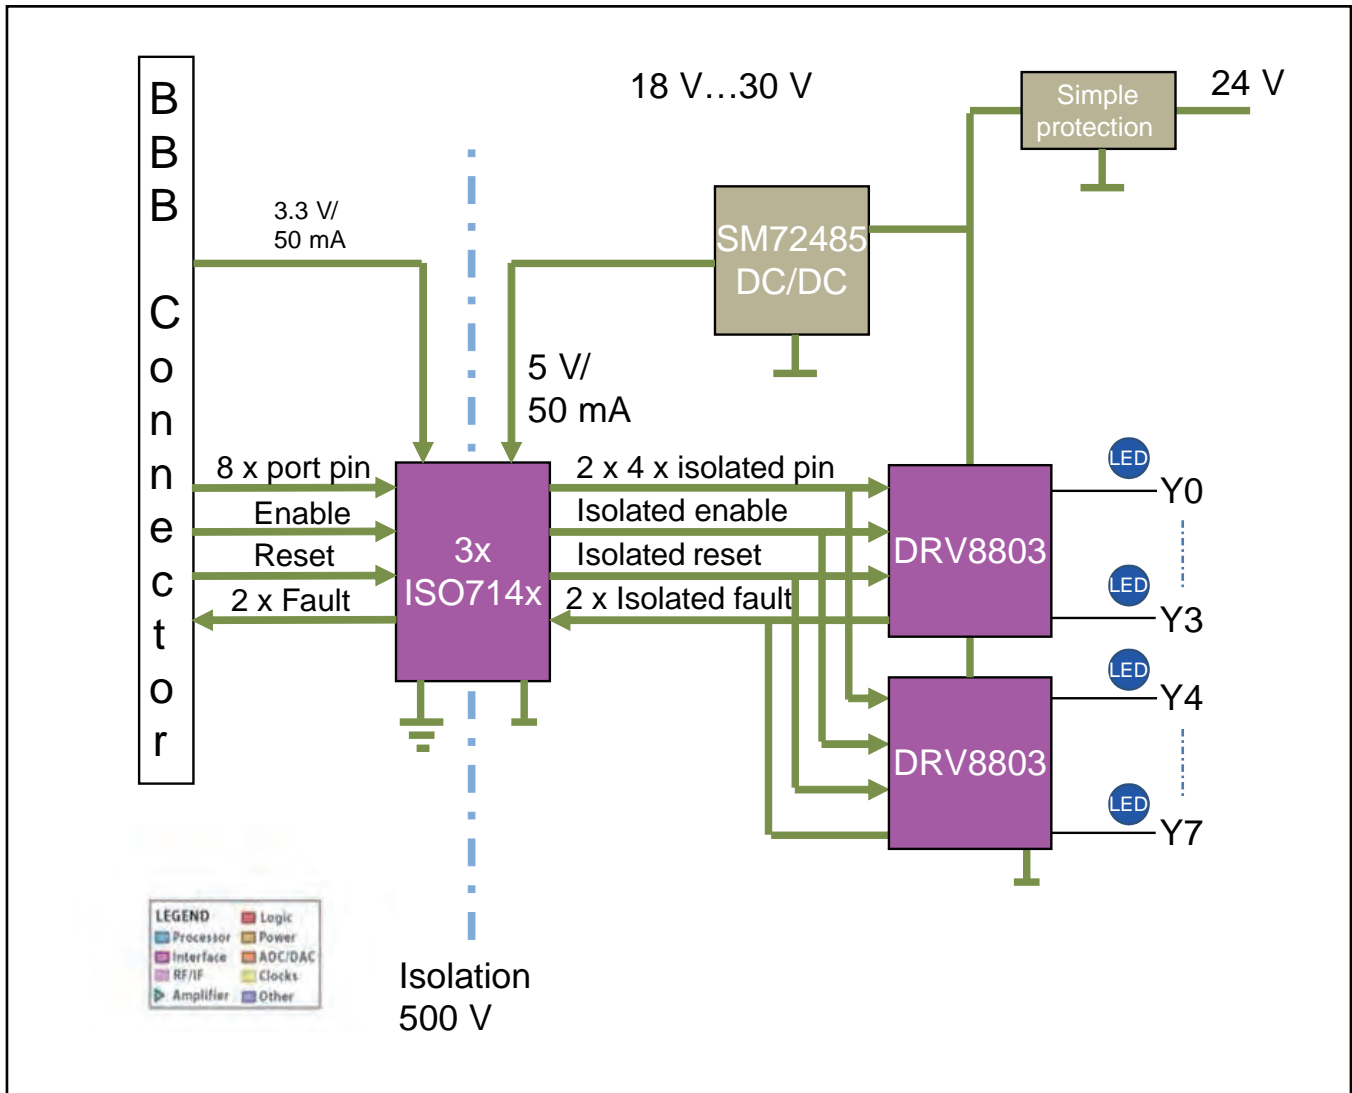 BBB Connector
18 V...30 V
Simple
protection
24 V
3.3 V/
50 mA
SM72485
DC/DC
5 V/
50 mA
8 x port pin
Enable
Reset
2 x Fault
3x
ISO714x
2 x 4 x isolated pin
Isolated enable
Isolated reset
2 x Isolated fault
DRV8803
LED
Y0
LED
Y3
DRV8803
LED
Y4
LED
Y7
LEGEND
Logic
Processor
Power
Interface
ADC/DAC
RF/IF
Clocks
Amplifier
Other
Isolation
500 V